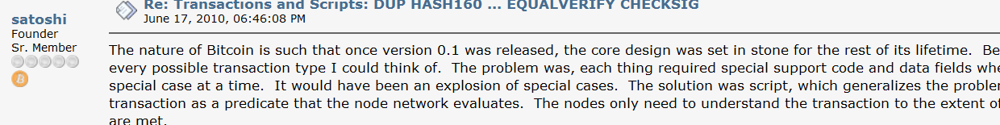 Re: Transactions and Scripts: DUP HASH160 ... EQUALVERIFY CHECKSIG
June 17, 2010, 06:46:08 PM
satoshi
Founder
Sr. Member
The nature of Bitcoin is such that once version 0.1 was released, the core design was set in stone for the rest of its lifetime. Be
every possible transaction type I could think of. The problem was, each thing required special support code and data fields whe
special case at a time. It would have been an explosion of special cases. The solution was script, which generalizes the proble
transaction as a predicate that the node network evaluates. The nodes only need to understand the transaction to the extent of
are met.